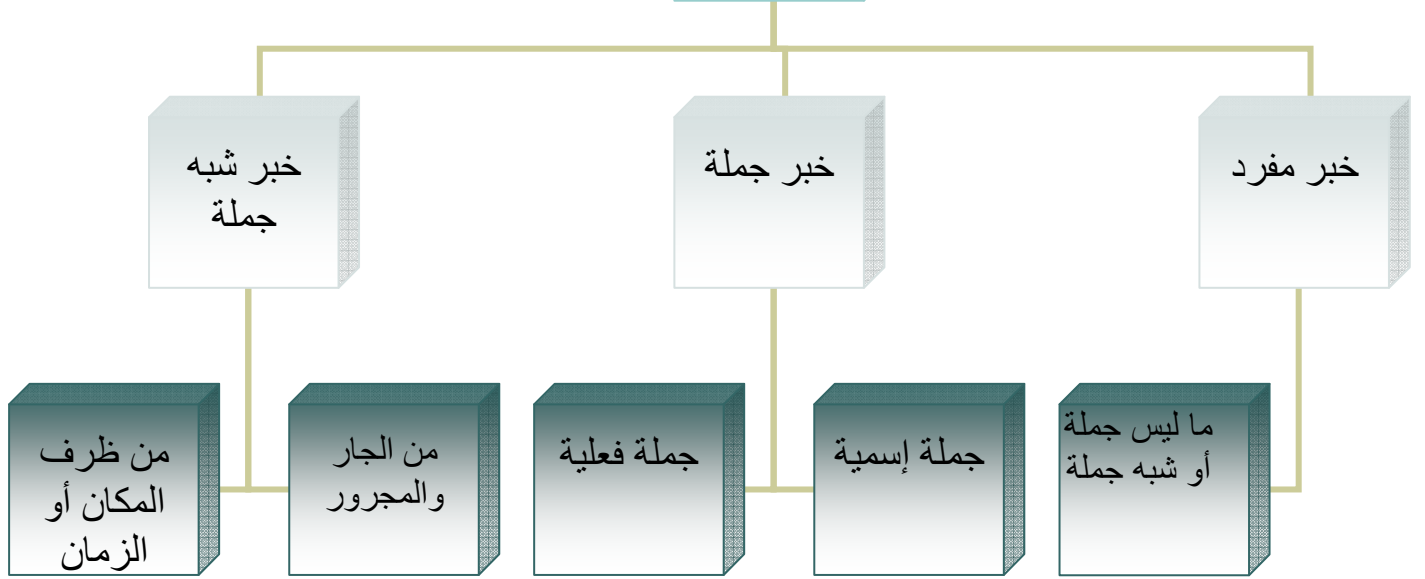 خبر مفرد
خبر جملة
خبر شبه
جملة
ما ليس جملة
أو شبه جملة
جملة إسمية
جملة فعلية
من الجار
والمجرور
من ظرف
المكان أو
الزمان